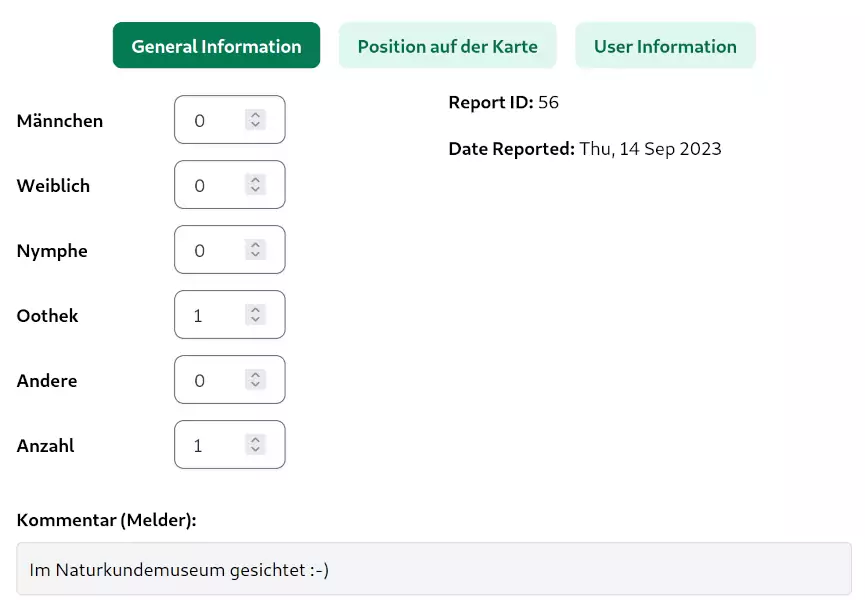 General Information
Position auf der Karte
User Information
Männchen 0
Report ID: 56
Date Reported: Thu, 14 Sep 2023
Weiblich 0
Nymphe 0
Oothek 1
Andere 0
Anzahl 1
Kommentar (Melder):
Im Naturkundemuseum gesichtet :-)